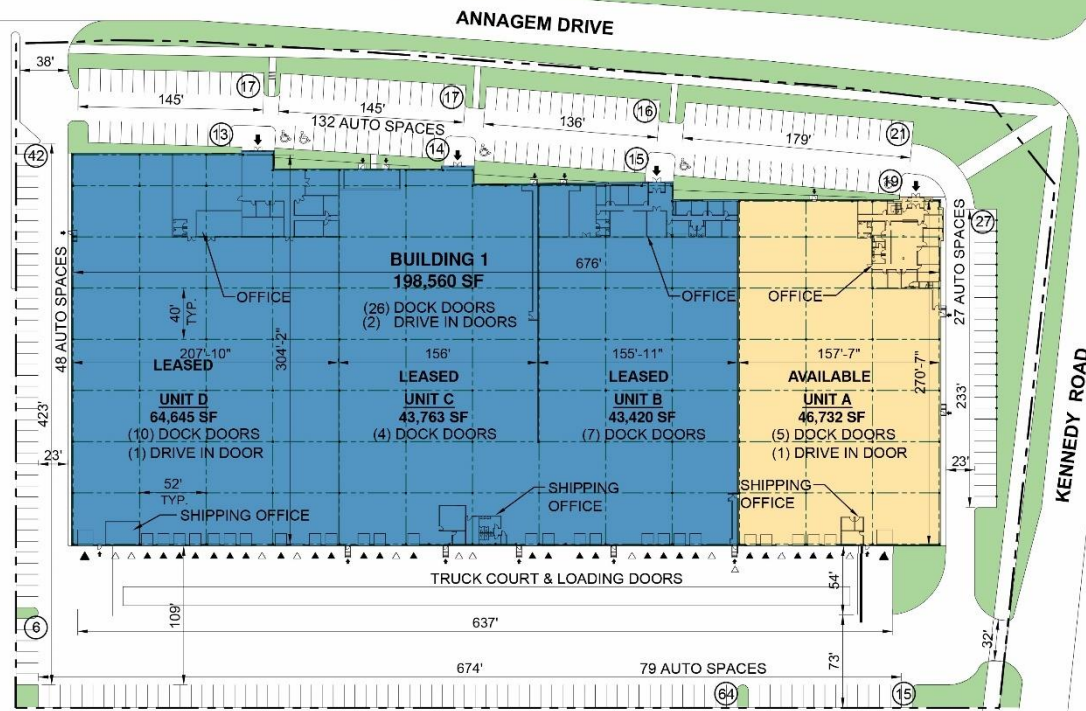 ANNAGEM DRIVE
38'
17
145'
17
145'
16
136'
21
179'
132 AUTO SPACES
13
14
15
19
42
27
48 AUTO SPACES
27 AUTO SPACES
BUILDING 1
198,560 SF
676'
(26) DOCK DOORS
(2) DRIVE IN DOORS
OFFICE
OFFICE
OFFICE
40'
TYP.
304'-2"
270'-7"
207'-10"
156'
155'-11"
157'-7"
LEASED
UNIT D
64,645 SF
(10) DOCK DOORS
(1) DRIVE IN DOOR
LEASED
UNIT C
43,763 SF
(4) DOCK DOORS
LEASED
UNIT B
43,420 SF
(7) DOCK DOORS
AVAILABLE
UNIT A
46,732 SF
(5) DOCK DOORS
(1) DRIVE IN DOOR
423'
233'
23'
23'
KENNEDY ROAD
52'
TYP.
SHIPPING OFFICE
SHIPPING
OFFICE
SHIPPING
OFFICE
TRUCK COURT & LOADING DOORS
54'
109'
637'
6
32'
73'
674'
79 AUTO SPACES
64
15